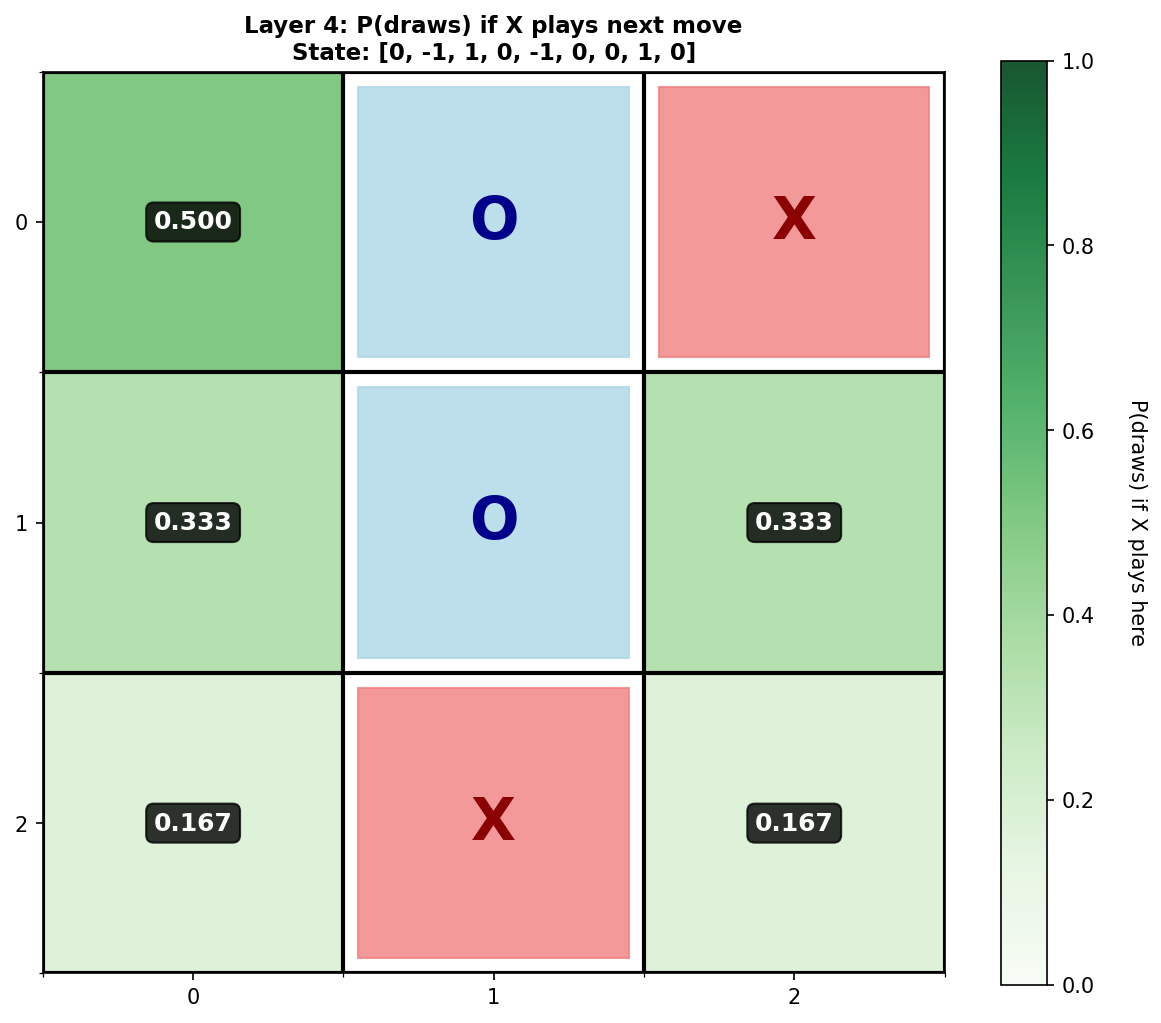 Layer 4: P(draws) if X plays next move
State: [0, -1, 1, 0, -1, 0, 0, 1, 0]
0
0.500
O
X
1
0.333
O
0.333
2
0.167
X
0.167
0
1
2
1.0
0.8
0.6
0.4
0.2
0.0
P(draws) if X plays here